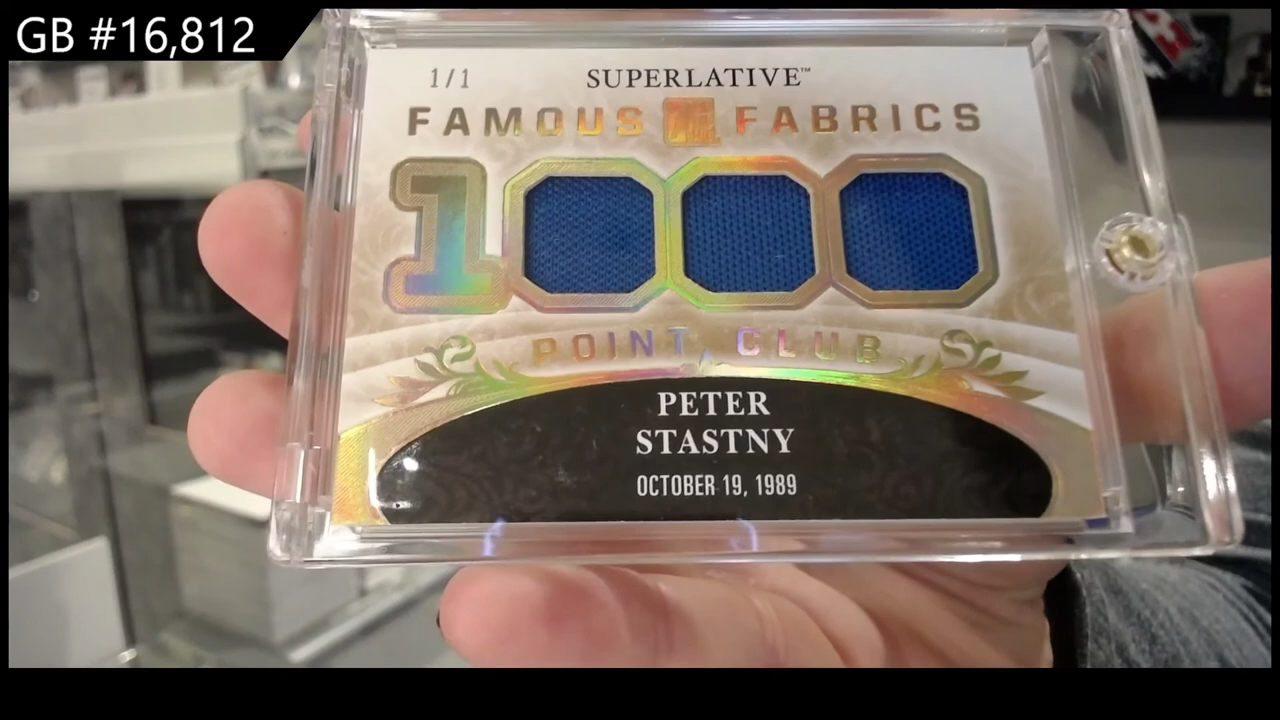 GB #16,812
1/1
SUPERLATIVE™
FAMOUS FABRICS
1000
POINT CLUB
PETER
STASTNY
OCTOBER 19, 1989